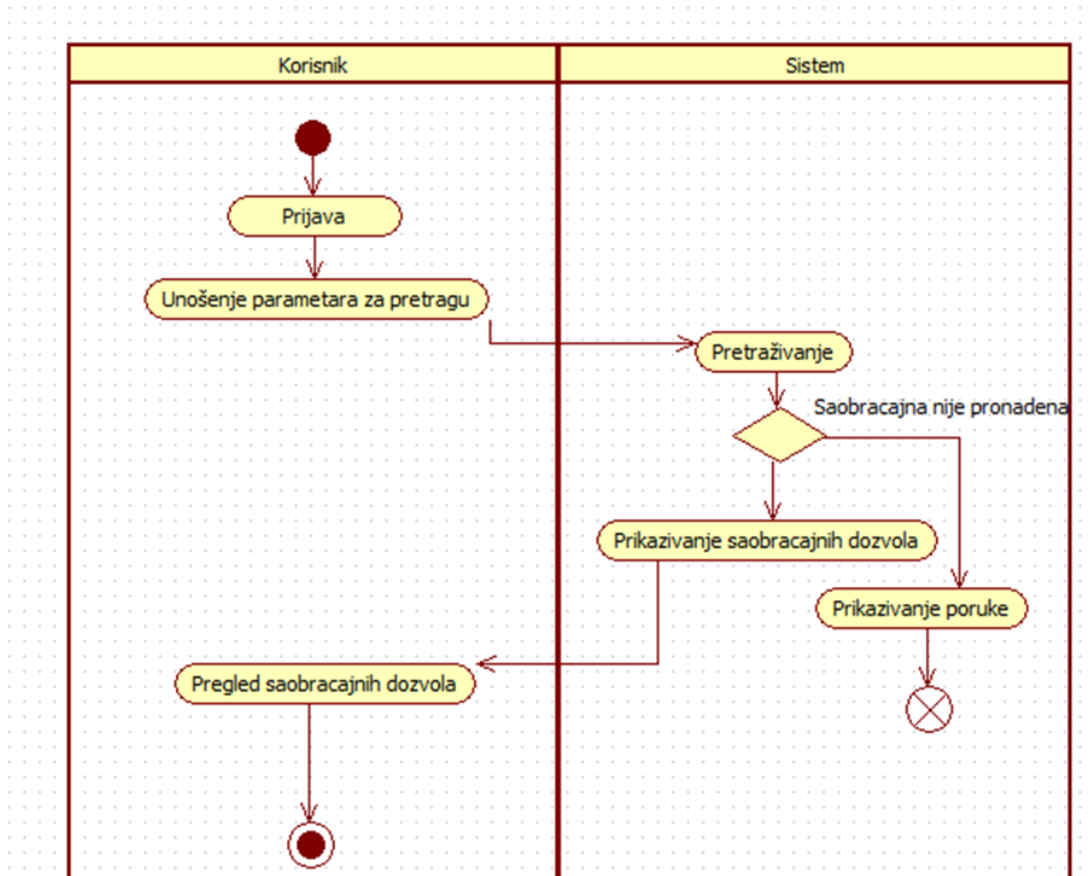 Korisnik
Sistem
Prijava
Unošenje parametara za pretragu
Pretraživanje
Saobracajna nije pronadena
Prikazivanje saobracajnih dozvola
Prikazivanje poruke
Pregled saobracajnih dozvola